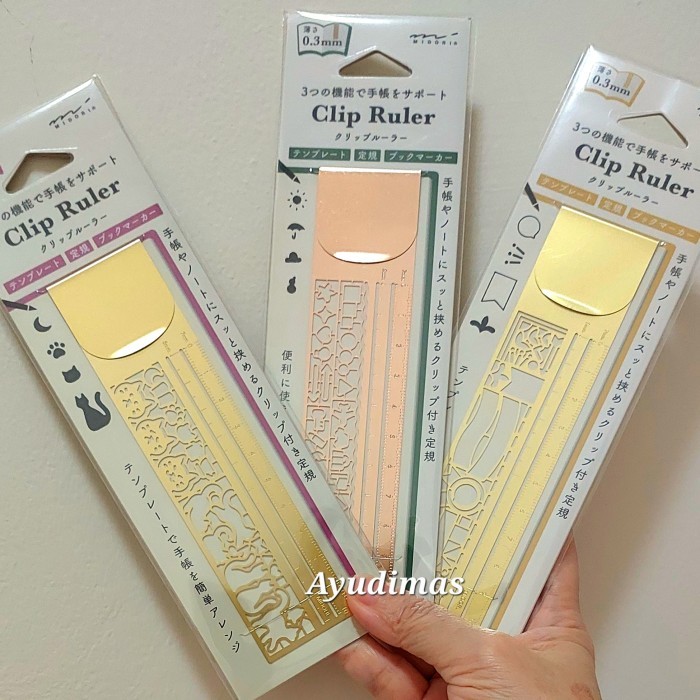 MIDORI
の機能で手帳をサポート
Clip Ruler
クリップルーラー
テンプレート 定規 ブックマーカー
手帳やノートにスッと挟めるクリップ付き定規
テンプレートで手帳を簡単アレンジ
薄さ
0.3mm
MIDORI
3つの機能で手帳をサポート
Clip Ruler
クリップルーラー
テンプレート 定規 ブックマーカー
手帳やノートにスッと挟めるクリップ付き定規
便利に使
薄さ
0.3mm
3つの機能で手帳をサポー
Clip Ruler
クリップルーラー
テンプレート 定規 ブックマーカー
手帳やノートにスッと挟めるクリップ付き定規
テン
Ayudimas